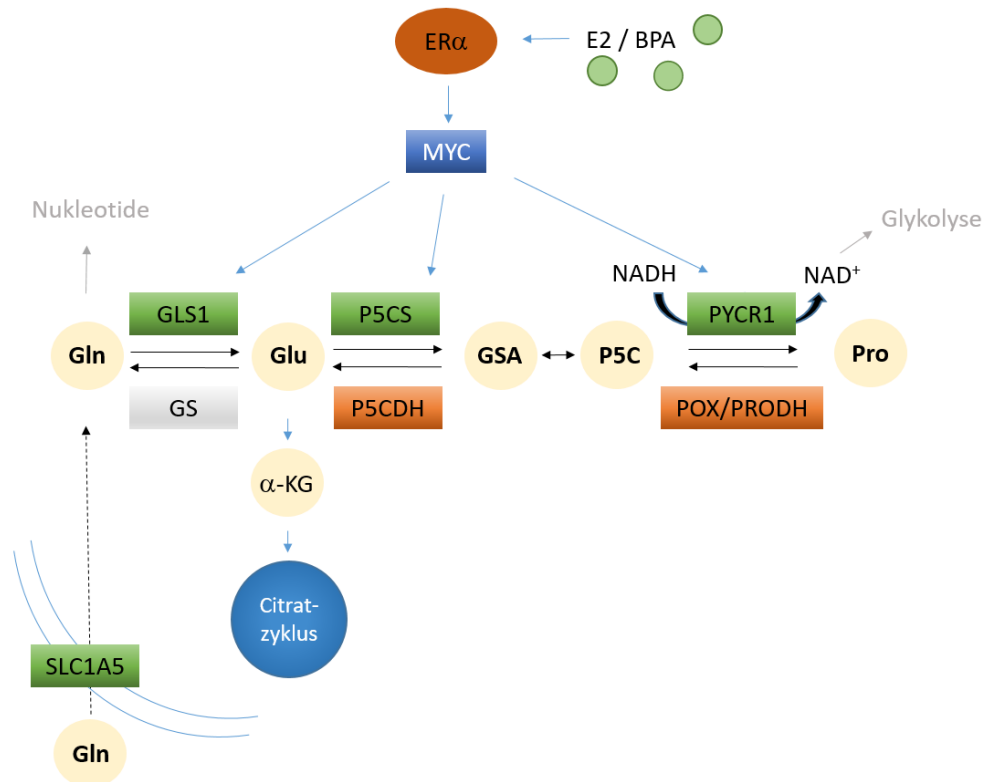 ERα
E2 / BPA
MYC
Nukleotide
Glykolyse
NADH
NAD⁺
GLS1
P5CS
PYCR1
Gln
Glu
GSA
P5C
Pro
GS
P5CDH
POX/PRODH
α-KG
Citrat-
zyklus
SLC1A5
Gln